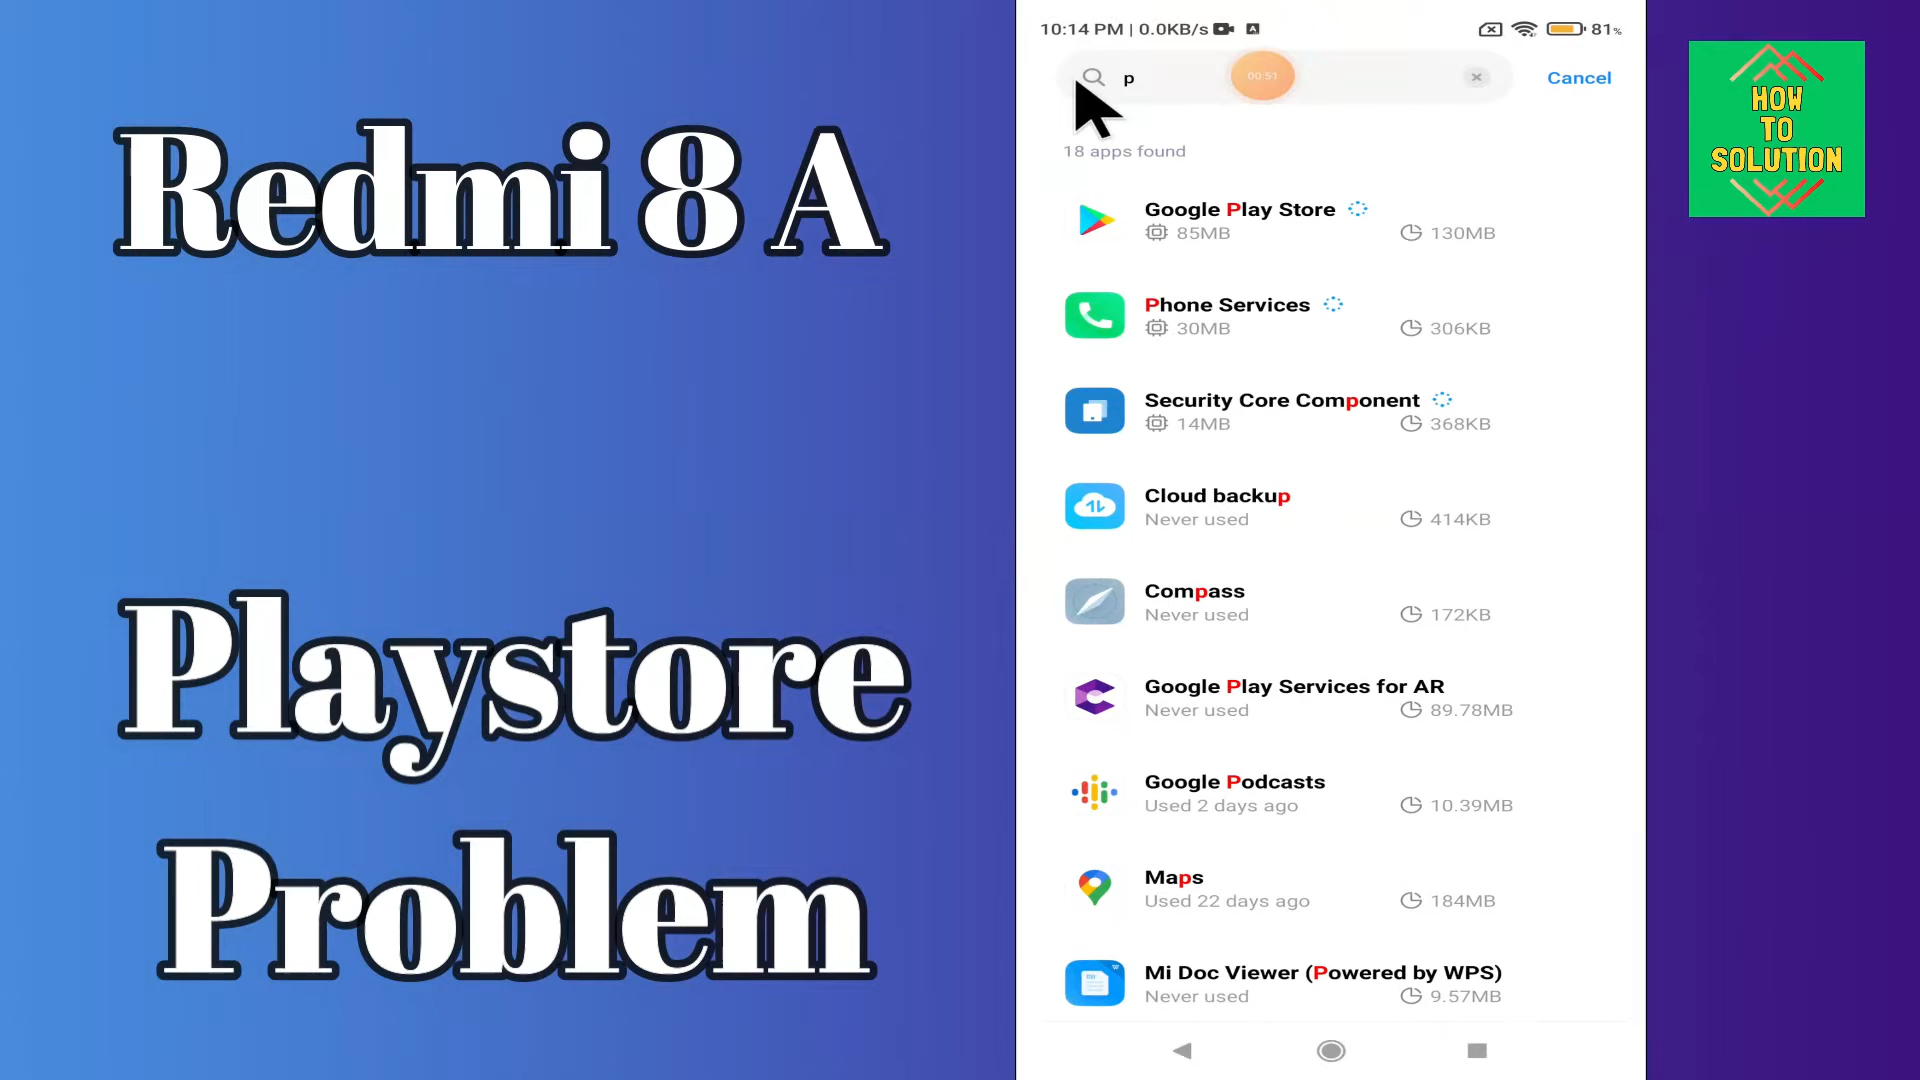 Redmi 8 A
Playstore
Problem
10:14 PM | 0.0KB/s
81%
p
00:51
Cancel
18 apps found
Google Play Store
85MB
130MB
Phone Services
30MB
306KB
Security Core Component
14MB
368KB
Cloud backup
Never used
414KB
Compass
Never used
172KB
Google Play Services for AR
Never used
89.78MB
Google Podcasts
Used 2 days ago
10.39MB
Maps
Used 22 days ago
184MB
Mi Doc Viewer (Powered by WPS)
Never used
9.57MB
HOW
TO
SOLUTION